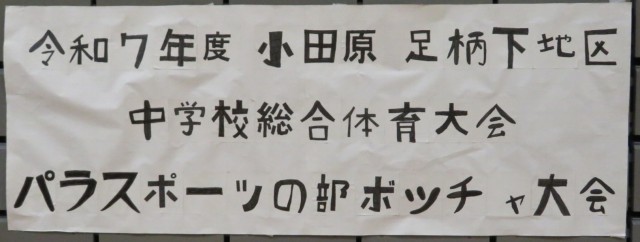 令和7年度 小田原 足柄下地区
中学校総合体育大会
パラスポーツの部ボッチャ大会